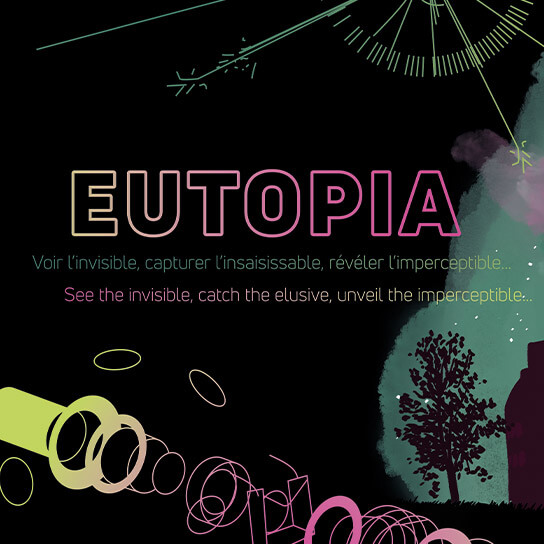 EUTOPIA
Voir l'invisible, capturer l'insaisissable, révéler l'imperceptible...
See the invisible, catch the elusive, unveil the imperceptible...